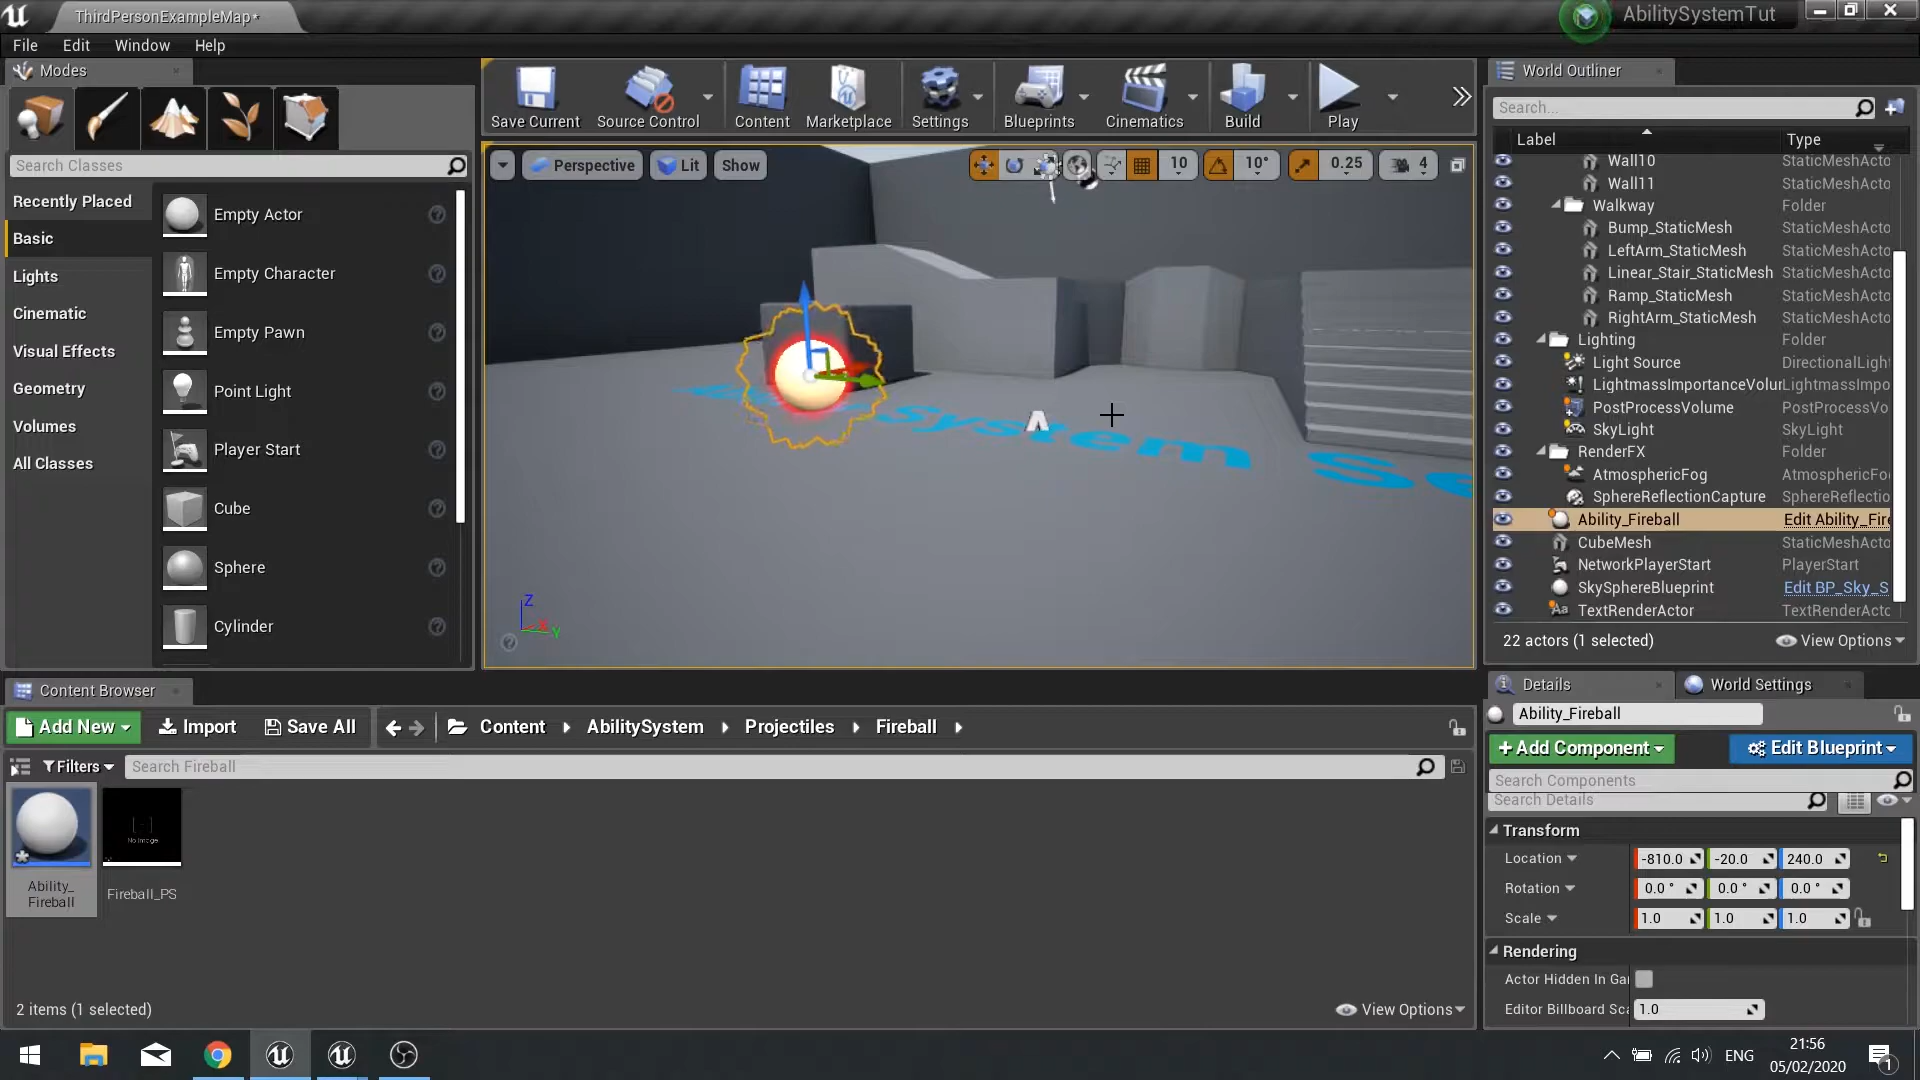 ThirdPersonExampleMap*
AbilitySystemTut
File Edit Window Help
Modes
World Outliner
Save Current
Source Control
Content
Marketplace
Settings
Blueprints
Cinematics
Build
Play
Search Classes
Recently Placed
Basic
Lights
Cinematic
Visual Effects
Geometry
Volumes
All Classes
Empty Actor
Empty Character
Empty Pawn
Point Light
Player Start
Cube
Sphere
Cylinder
Perspective Lit Show
10 10° 0.25 4
System Se
Z
X Y
Search...
Label Type
Wall10 StaticMeshActo
Wall11 StaticMeshActo
Walkway Folder
Bump_StaticMesh StaticMeshActo
LeftArm_StaticMesh StaticMeshActo
Linear_Stair_StaticMesh StaticMeshActo
Ramp_StaticMesh StaticMeshActo
RightArm_StaticMesh StaticMeshActo
Lighting Folder
Light Source DirectionalLight
LightmassImportanceVolur LightmassImpo
PostProcessVolume PostProcessVo
SkyLight SkyLight
RenderFX Folder
AtmosphericFog AtmosphericFo
SphereReflectionCapture SphereReflectio
Ability_Fireball Edit Ability_Fire
CubeMesh StaticMeshActo
NetworkPlayerStart PlayerStart
SkySphereBlueprint Edit BP_Sky_S
TextRenderActor TextRenderActo
22 actors (1 selected) View Options
Content Browser
Add New Import Save All Content AbilitySystem Projectiles Fireball
Filters Search Fireball
Ability_
Fireball
No Image
Fireball_PS
2 items (1 selected) View Options
Details World Settings
Ability_Fireball
+Add Component Edit Blueprint
Search Components
Search Details
Transform
Location -810.0 -20.0 240.0
Rotation 0.0 ° 0.0 ° 0.0 °
Scale 1.0 1.0 1.0
Rendering
Actor Hidden In Ga
Editor Billboard Sca 1.0
ENG
21:56
05/02/2020
1